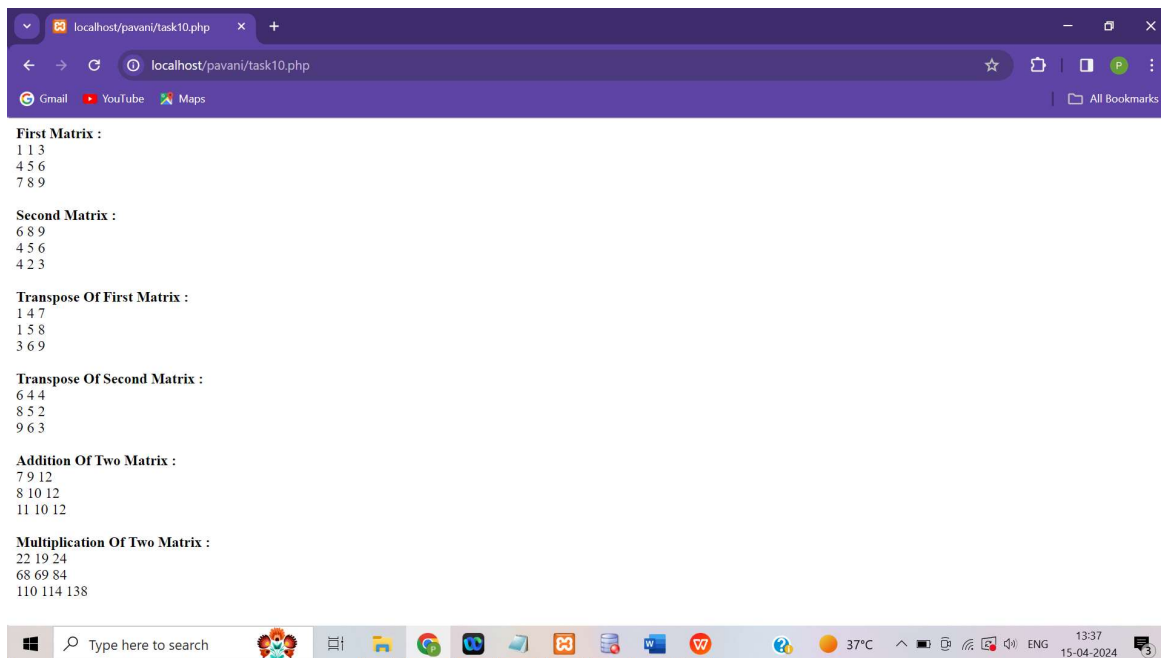 localhost/pavani/task10.php
localhost/pavani/task10.php
P
Gmail YouTube Maps All Bookmarks
First Matrix :
1 1 3
4 5 6
7 8 9
Second Matrix :
6 8 9
4 5 6
4 2 3
Transpose Of First Matrix :
1 4 7
1 5 8
3 6 9
Transpose Of Second Matrix :
6 4 4
8 5 2
9 6 3
Addition Of Two Matrix :
7 9 12
8 10 12
11 10 12
Multiplication Of Two Matrix :
22 19 24
68 69 84
110 114 138
Type here to search 37°C ENG 13:37
15-04-2024 3